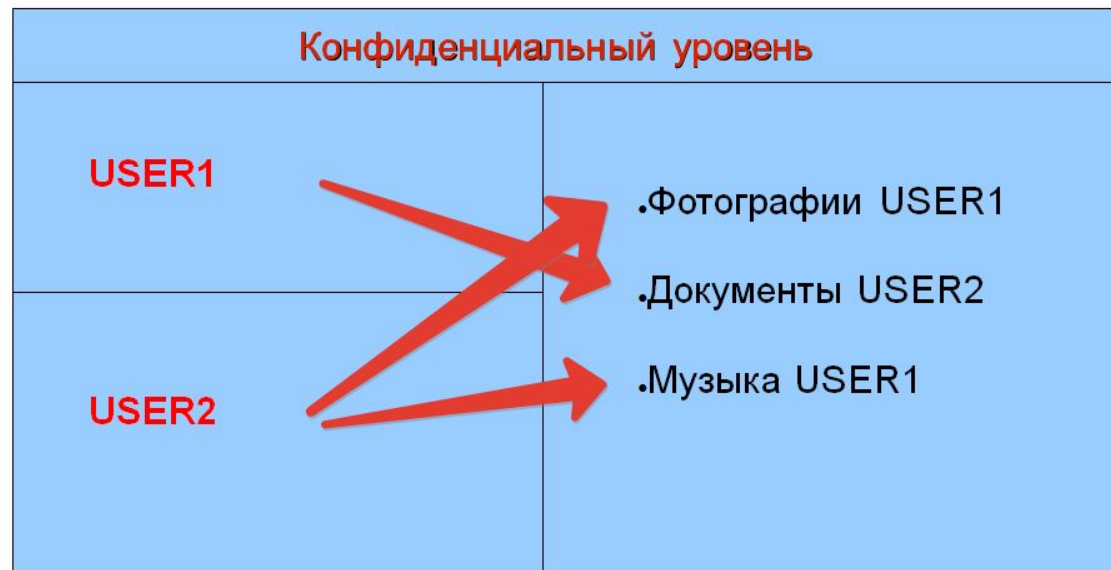 Конфиденциальный уровень
USER1
USER2
•Фотографии USER1
•Документы USER2
•Музыка USER1